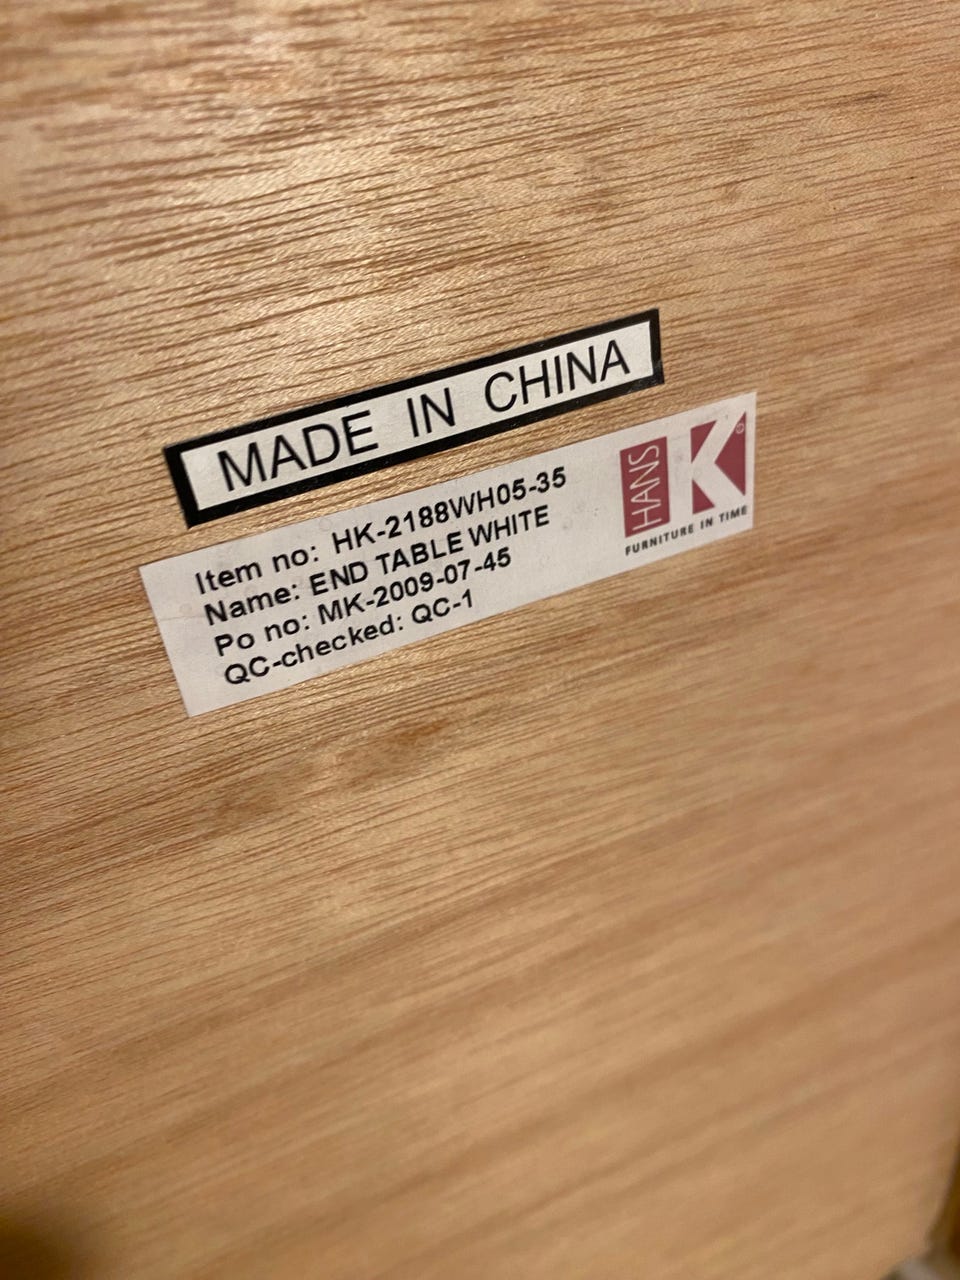 MADE IN CHINA
Item no: HK-2188WH05-35
Name: END TABLE WHITE
Po no: MK-2009-07-45
QC-checked: QC-1
HANS K
FURNITURE IN TIME